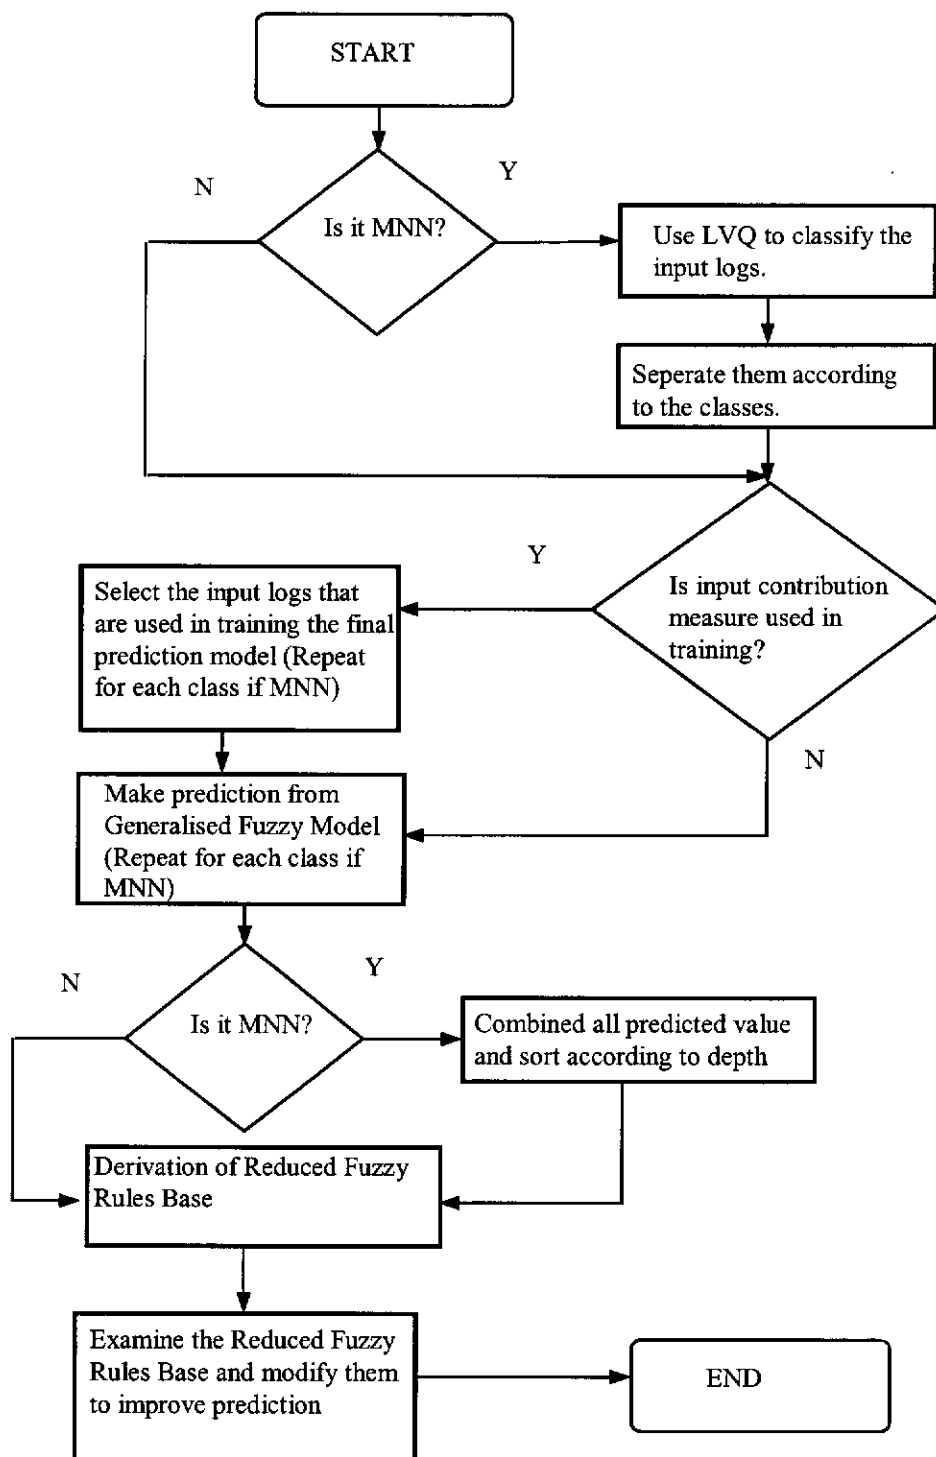 START
N
Y
Is it MNN?
Use LVQ to classify the
input logs.
Seperate them according
to the classes.
Y
Is input contribution
measure used in
training?
Select the input logs that
are used in training the final
prediction model (Repeat
for each class if MNN)
N
Make prediction from
Generalised Fuzzy Model
(Repeat for each class if
MNN)
N
Y
Is it MNN?
Combined all predicted value
and sort according to depth
Derivation of Reduced Fuzzy
Rules Base
Examine the Reduced Fuzzy
Rules Base and modify them
to improve prediction
END